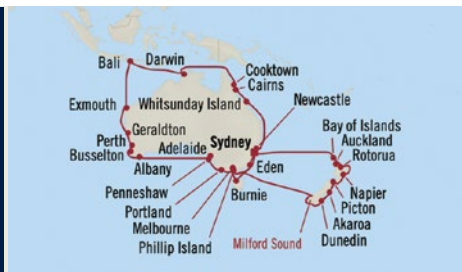 Bali
Darwin
Cooktown
Cairns
Exmouth
Whitsunday Island
Newcastle
Geraldton
Bay of Islands
Perth
Adelaide
Sydney
Auckland
Busselton
Rotorua
Albany
Eden
Penneshaw
Burnie
Napier
Portland
Picton
Melbourne
Akaroa
Phillip Island
Milford Sound
Dunedin